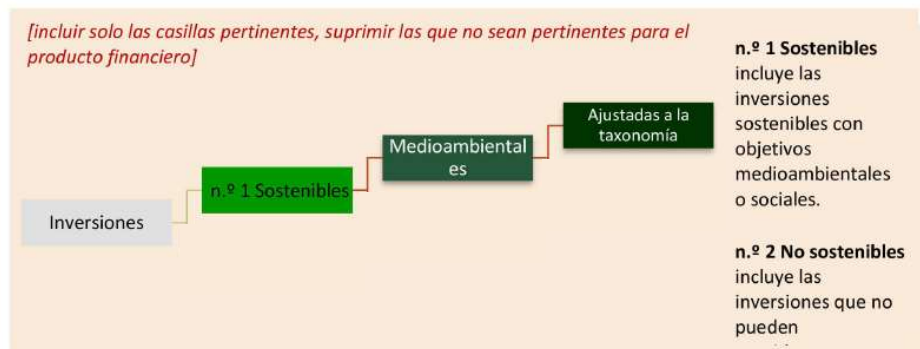 [incluir solo las casillas pertinentes, suprimir las que no sean pertinentes para el
producto financiero]
Inversiones
n.º 1 Sostenibles
Medioambiental
es
Ajustadas a la
taxonomía
n.º 1 Sostenibles
incluye las
inversiones
sostenibles con
objetivos
medioambientales
o sociales.
n.º 2 No sostenibles
incluye las
inversiones que no
pueden